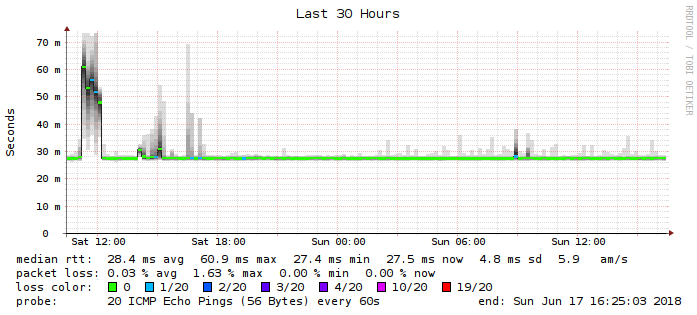 Last 30 Hours
RRDTOOL / TOBI OETIKER
Seconds
70 m
60 m
50 m
40 m
30 m
20 m
10 m
0
Sat 12:00 Sat 18:00 Sun 00:00 Sun 06:00 Sun 12:00
median rtt: 28.4 ms avg 60.9 ms max 27.4 ms min 27.5 ms now 4.8 ms sd 5.9 am/s
packet loss: 0.03 % avg 1.63 % max 0.00 % min 0.00 % now
loss color: 0 1/20 2/20 3/20 4/20 10/20 19/20
probe: 20 ICMP Echo Pings (56 Bytes) every 60s end: Sun Jun 17 16:25:03 2018